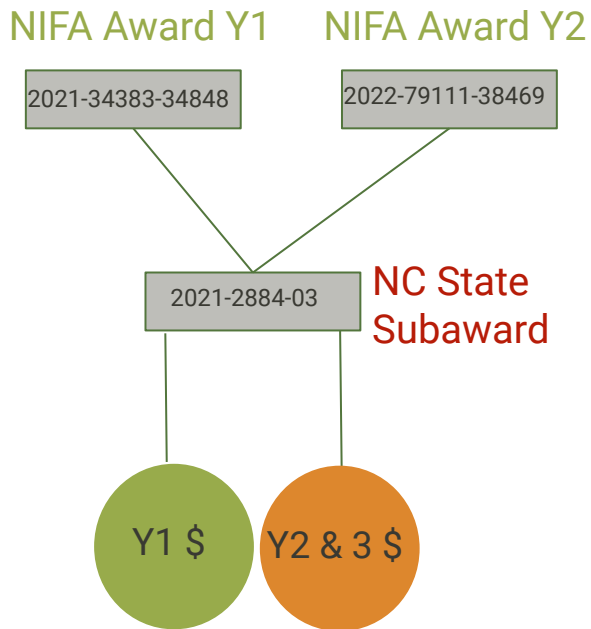 NIFA Award Y1
NIFA Award Y2
2021-34383-34848
2022-79111-38469
2021-2884-03
NC State
Subaward
Y1 $
Y2 & 3 $